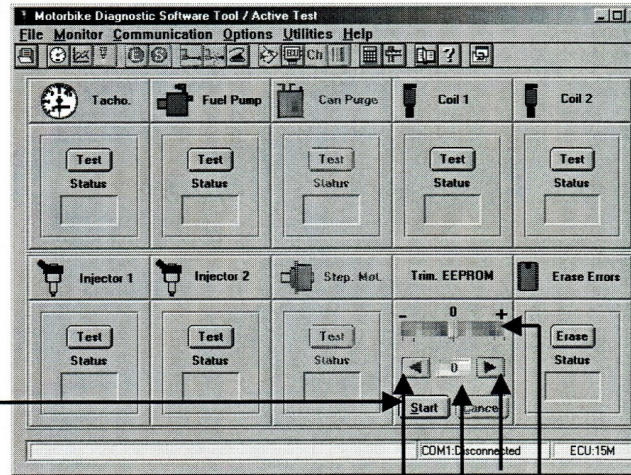 Motorbike Diagnostic Software Tool / Active Test
File Monitor Communication Options Utilities Help
Ch
Tacho. Fuel Pump Can Purge Coil 1 Coil 2
Test Test Test Test Test
Status Status Status Status Status
Injector 1 Injector 2 Step. Mot. Trim. EEPROM Erase Errors
- 0 +
Test Test Test Erase
Status Status Status Status
0
Start Cancel
COM1:Disconnected ECU:15M